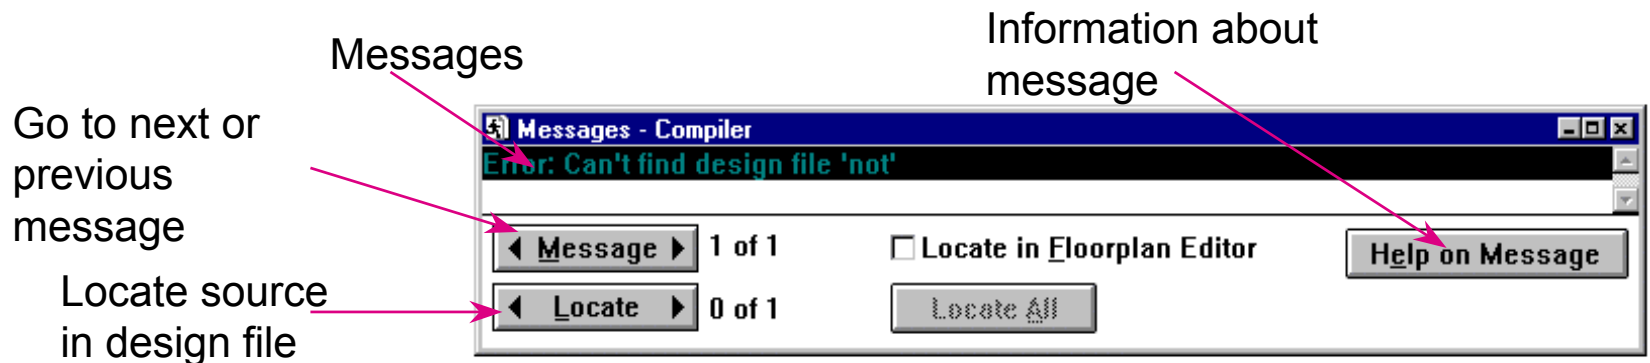 Information about
message
Messages
Go to next or
previous
message
Locate source
in design file
Messages - Compiler
Error: Can't find design file 'not'
Message 1 of 1
Locate in Floorplan Editor
Help on Message
Locate 0 of 1
Locate All